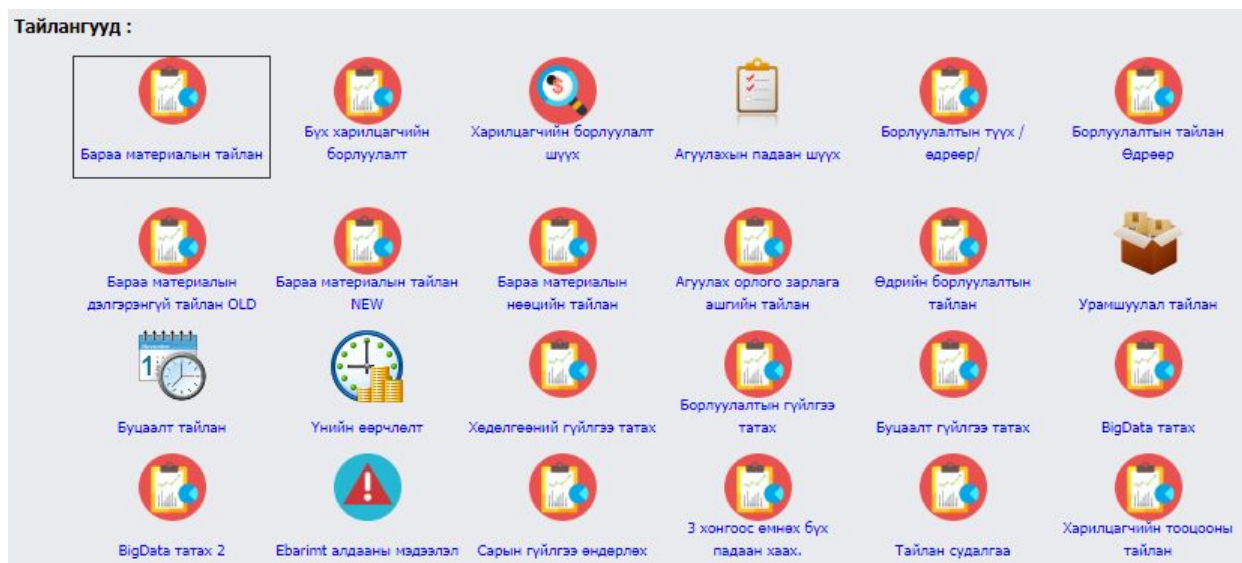 Тайлангууд :
Бараа материалын тайлан
Бүх харилцагчийн
борлуулалт
Харилцагчийн борлуулалт
шүүх
Агуулахын падаан шүүх
Борлуулалтын түүх /
өдрөөр/
Борлуулалтын тайлан
Өдрөөр
Бараа материалын
дэлгэрэнгүй тайлан OLD
Бараа материалын тайлан
NEW
Бараа материалын
нөөцийн тайлан
Агуулах орлого зарлага
ашгийн тайлан
Өдрийн борлуулалтын
тайлан
Урамшуулал тайлан
Буцаалт тайлан
Үнийн өөрчлөлт
Хөдөлгөөний гүйлгээ татах
Борлуулалтын гүйлгээ
татах
Буцаалт гүйлгээ татах
BigData татах
BigData татах 2
Ebarimt алдааны мэдээлэл
Сарын гүйлгээ өндөрлөх
3 хонгоос өмнөх бүх
падаан хаах.
Тайлан судалгаа
Харилцагчийн тооцооны
тайлан